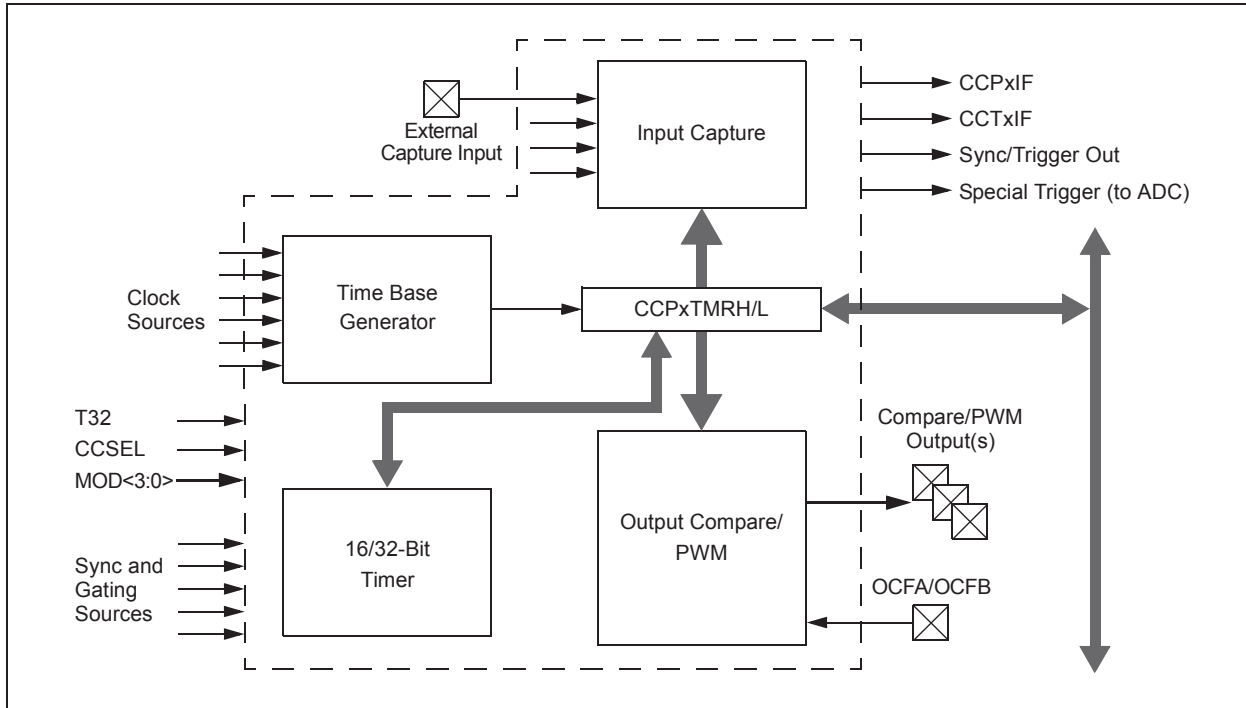 External
Capture Input
Input Capture
CCPxIF
CCTxIF
Sync/Trigger Out
Special Trigger (to ADC)
Clock
Sources
Time Base
Generator
CCPxTMRH/L
T32
CCSEL
MOD<3:0>
Sync and
Gating
Sources
16/32-Bit
Timer
Output Compare/
PWM
Compare/PWM
Output(s)
OCFA/OCFB